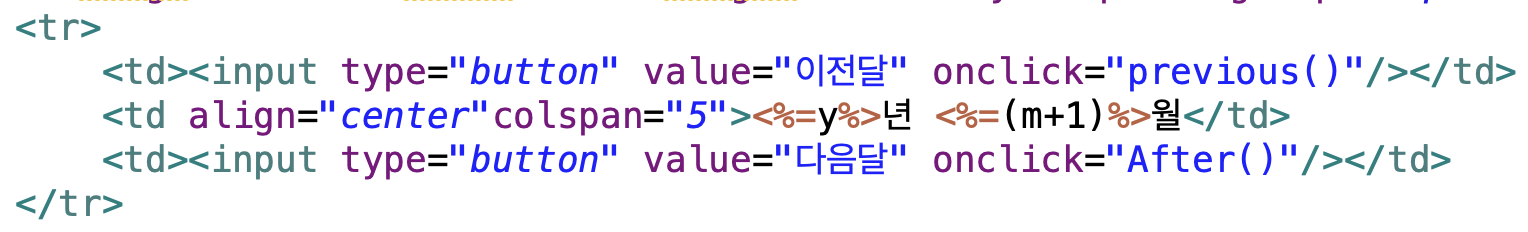 <tr>
<td><input type="button" value="이전달" onclick="previous()"/></td>
<td align="center"colspan="5"><%=y%>년 <%=(m+1)%>월</td>
<td><input type="button" value="다음달" onclick="After()"/></td>
</tr>